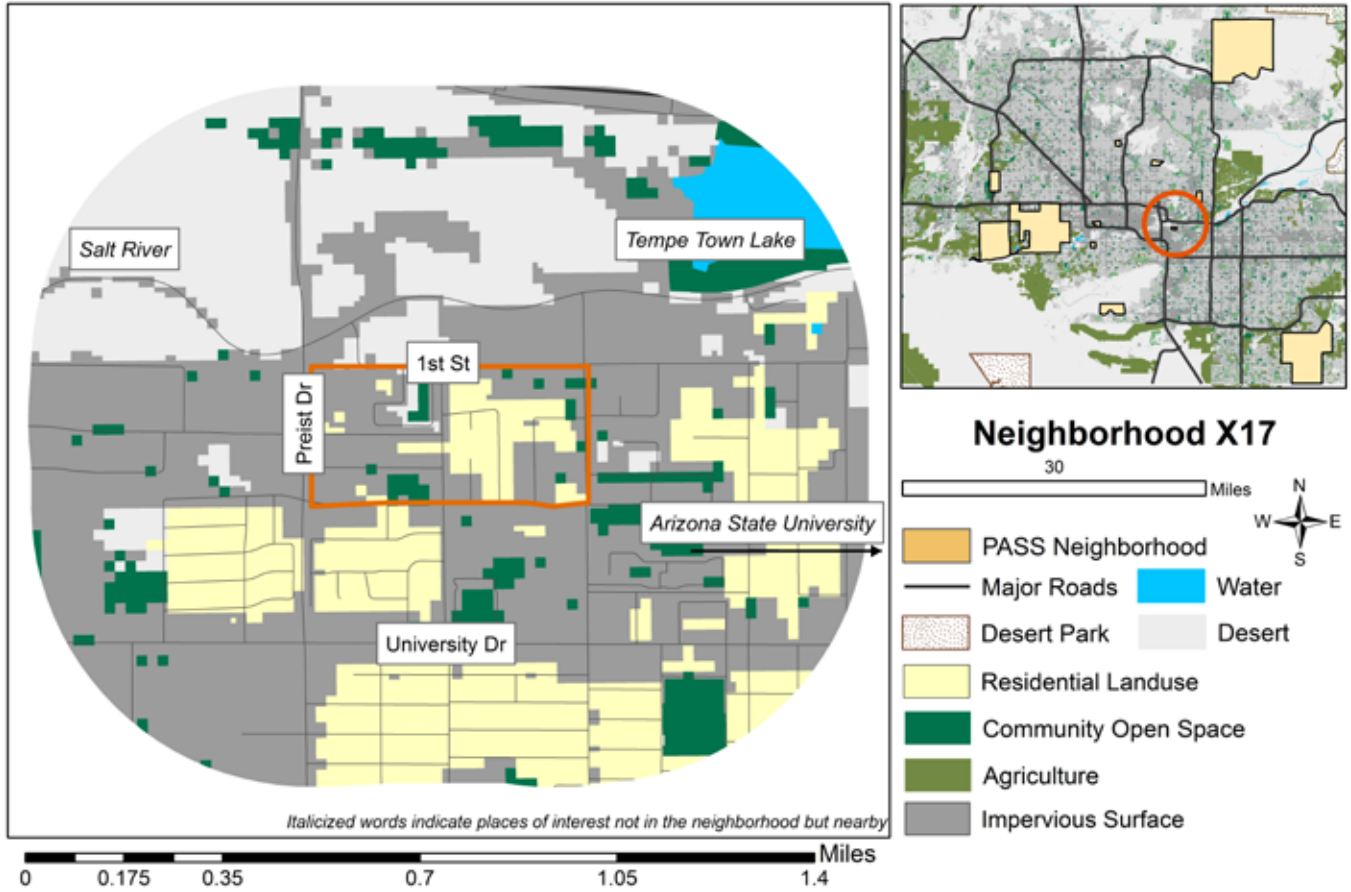 Salt River
Tempe Town Lake
1st St
Preist Dr
Arizona State University
University Dr
Italicized words indicate places of interest not in the neighborhood but nearby
Miles
0 0.175 0.35 0.7 1.05 1.4
Neighborhood X17
30
Miles
N
W E
S
PASS Neighborhood
Major Roads Water
Desert Park Desert
Residential Landuse
Community Open Space
Agriculture
Impervious Surface